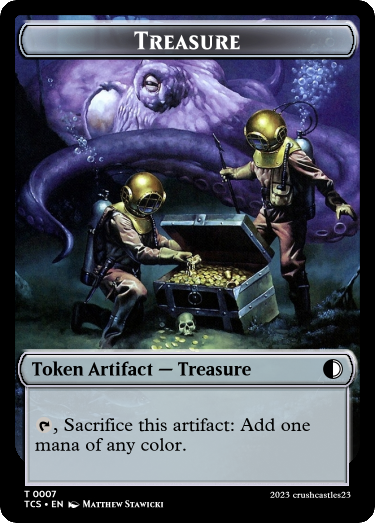 TREASURE
Token Artifact — Treasure
, Sacrifice this artifact: Add one
mana of any color.
T 0007
TCS • EN MATTHEW STAWICKI
2023 crushcastles23